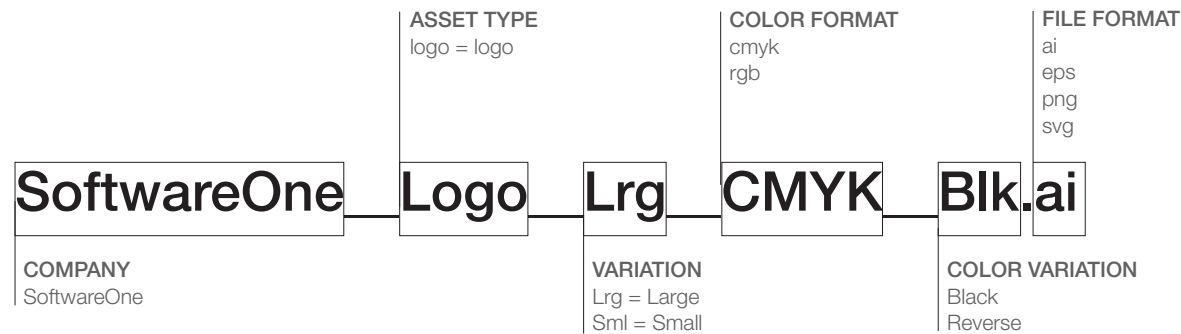 ASSET TYPE
logo = logo
COLOR FORMAT
cmyk
rgb
FILE FORMAT
ai
eps
png
svg
SoftwareOne_Logo_Lrg_CMYK_Blk.ai
COMPANY
SoftwareOne
VARIATION
Lrg = Large
Sml = Small
COLOR VARIATION
Black
Reverse